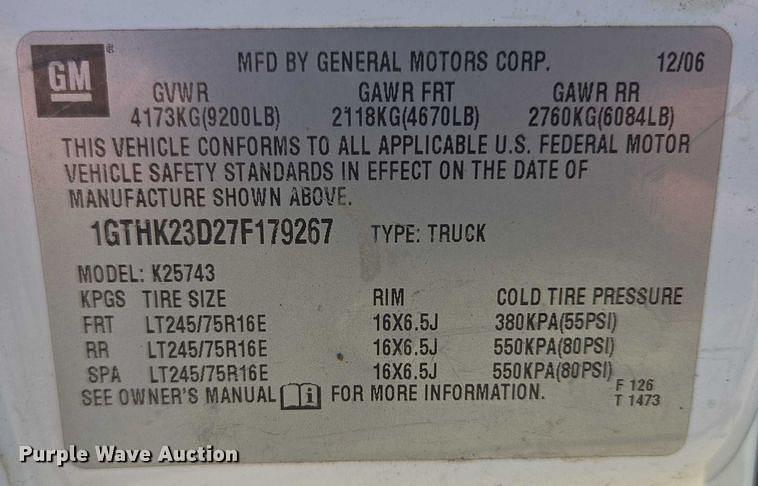 GM ®
MFD BY GENERAL MOTORS CORP. 12/06
GVWR GAWR FRT GAWR RR
4173KG(9200LB) 2118KG(4670LB) 2760KG(6084LB)
THIS VEHICLE CONFORMS TO ALL APPLICABLE U.S. FEDERAL MOTOR
VEHICLE SAFETY STANDARDS IN EFFECT ON THE DATE OF
MANUFACTURE SHOWN ABOVE.
1GTHK23D27F179267 TYPE: TRUCK
MODEL: K25743
KPGS TIRE SIZE RIM COLD TIRE PRESSURE
FRT LT245/75R16E 16X6.5J 380KPA(55PSI)
RR LT245/75R16E 16X6.5J 550KPA(80PSI)
SPA LT245/75R16E 16X6.5J 550KPA(80PSI)
SEE OWNER'S MANUAL i FOR MORE INFORMATION.
F 126
T 1473
Purple Wave Auction